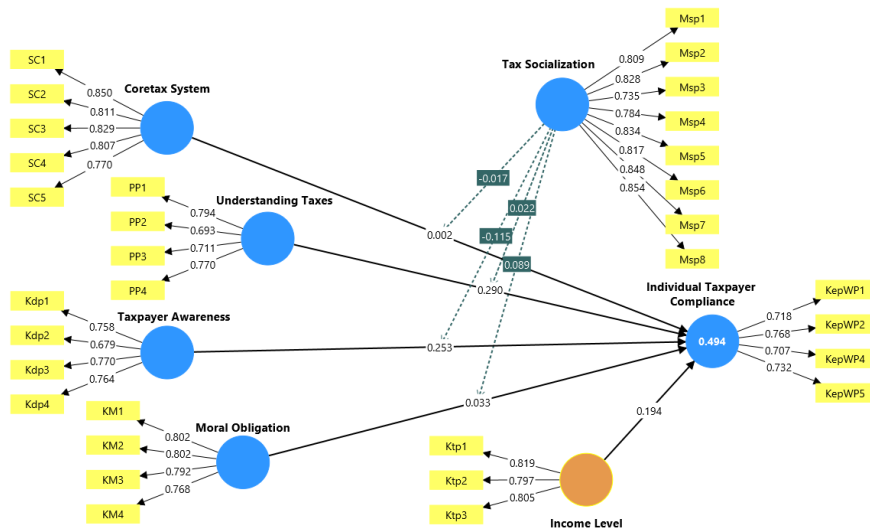 Msp1
Msp2
Msp3
Msp4
Msp5
Msp6
Msp7
Msp8
Tax Socialization
0.809
0.828
0.735
0.784
0.834
0.817
0.848
0.854
SC1
SC2
SC3
SC4
SC5
Coretax System
0.850
0.811
0.829
0.807
0.770
PP1
PP2
PP3
PP4
Understanding Taxes
0.794
0.693
0.711
0.770
Kdp1
Kdp2
Kdp3
Kdp4
Taxpayer Awareness
0.758
0.679
0.770
0.764
KM1
KM2
KM3
KM4
Moral Obligation
0.802
0.802
0.792
0.768
-0.017
0.022
-0.115
0.089
0.002
0.290
0.253
0.033
0.194
Individual Taxpayer
Compliance
0.494
KepWP1
KepWP2
KepWP4
KepWP5
0.718
0.768
0.707
0.732
Ktp1
Ktp2
Ktp3
0.819
0.797
0.805
Income Level